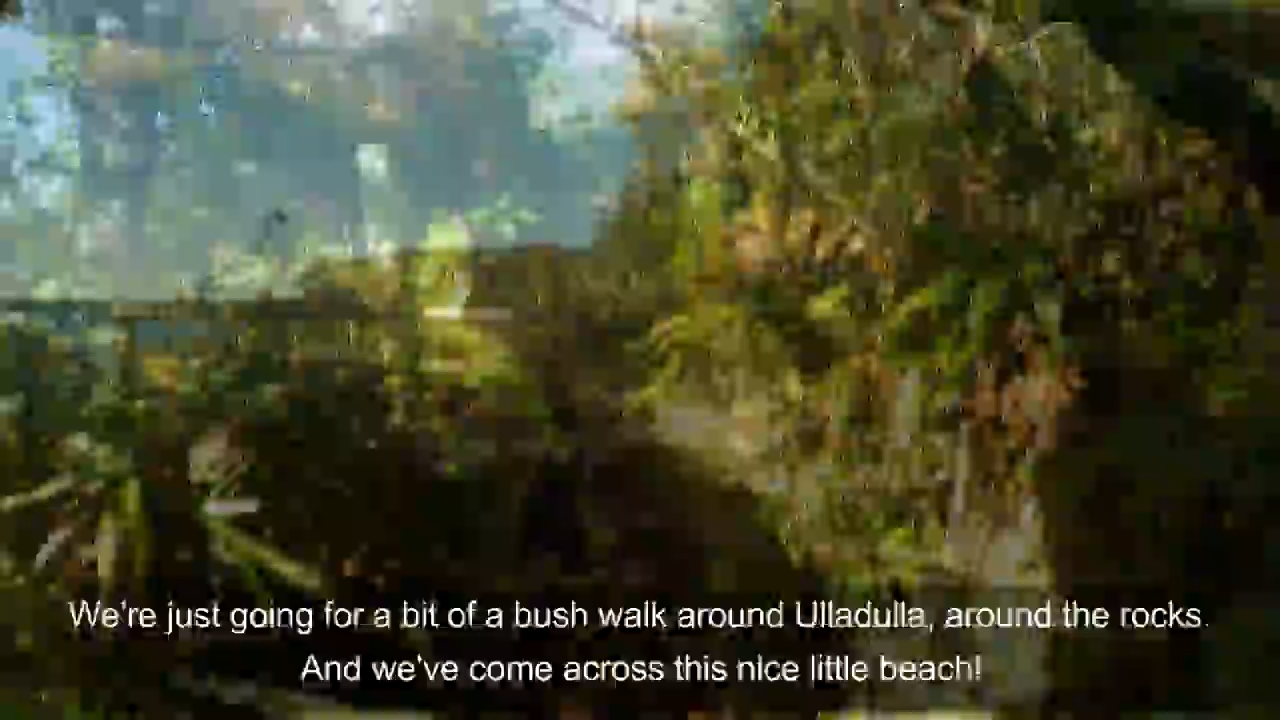 We're just going for a bit of a bush walk around Ulladulla, around the rocks.
And we've come across this nice little beach!